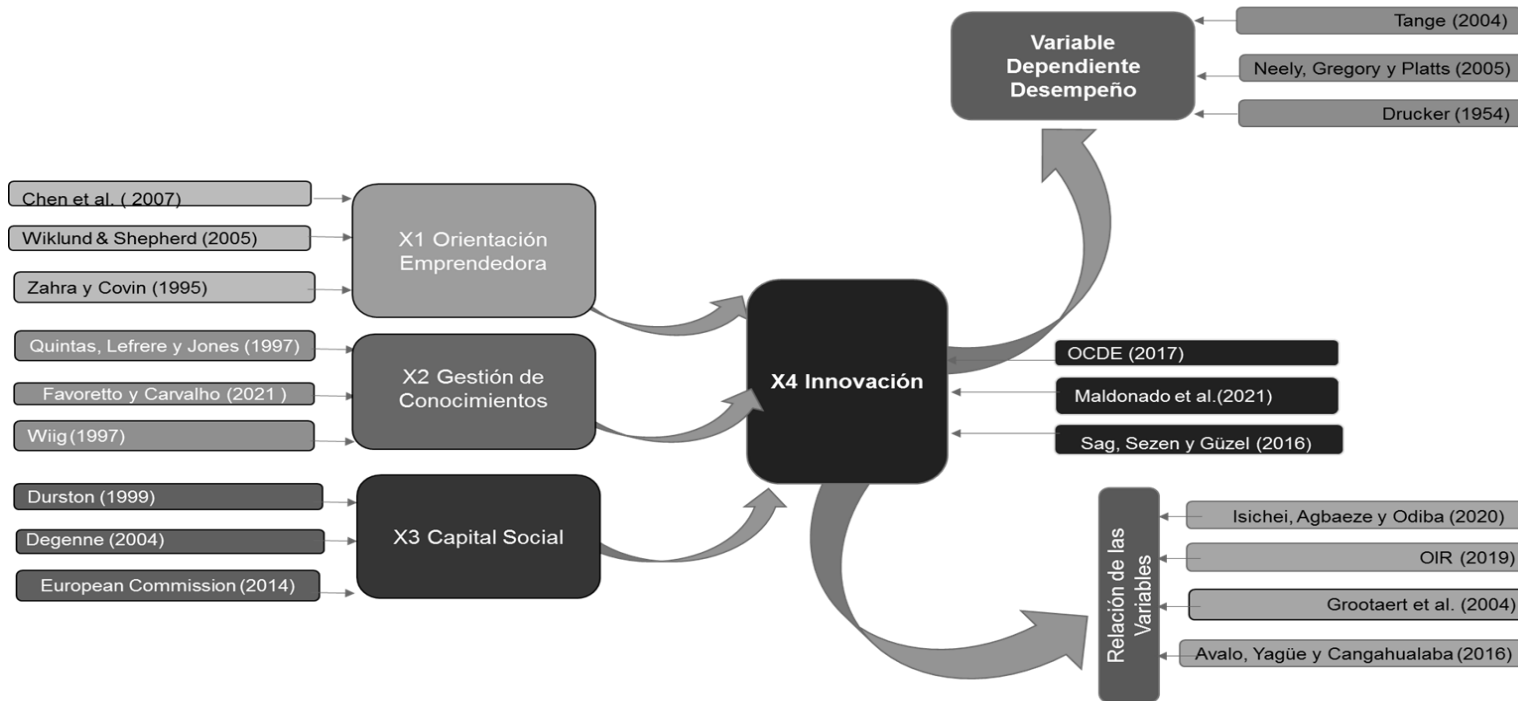 Variable
Dependiente
Desempeño
Tange (2004)
Neely, Gregory y Platts (2005)
Drucker (1954)
Chen et al. ( 2007)
Wiklund & Shepherd (2005)
Zahra y Covin (1995)
X1 Orientación
Emprendedora
Quintas, Lefrere y Jones (1997)
Favoretto y Carvalho (2021 )
Wiig (1997)
X2 Gestión de
Conocimientos
Durston (1999)
Degenne (2004)
European Commission (2014)
X3 Capital Social
X4 Innovación
OCDE (2017)
Maldonado et al.(2021)
Sag, Sezen y Güzel (2016)
Relación de las
Variables
Isichei, Agbaeze y Odiba (2020)
OIR (2019)
Grootaert et al. (2004)
Avalo, Yagüe y Cangahualaba (2016)